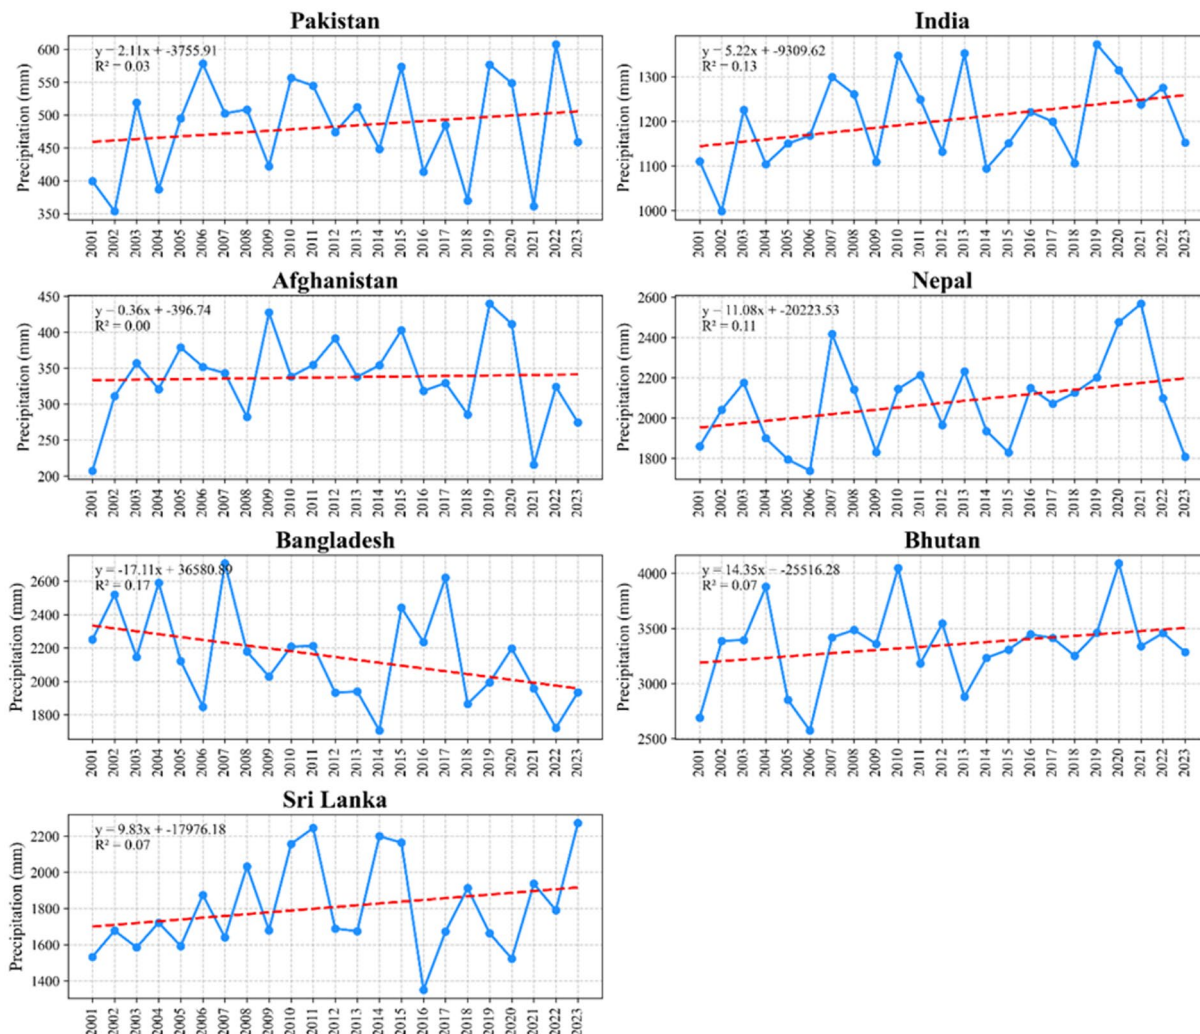 Pakistan
y = 2.11x + -3755.91
R² = 0.03
Precipitation (mm)
600
550
500
450
400
350
2001 2002 2003 2004 2005 2006 2007 2008 2009 2010 2011 2012 2013 2014 2015 2016 2017 2018 2019 2020 2021 2022 2023
India
y = 5.22x + -9309.62
R² = 0.13
Precipitation (mm)
1300
1200
1100
1000
2001 2002 2003 2004 2005 2006 2007 2008 2009 2010 2011 2012 2013 2014 2015 2016 2017 2018 2019 2020 2021 2022 2023
Afghanistan
y = 0.36x + -396.74
R² = 0.00
Precipitation (mm)
450
400
350
300
250
200
2001 2002 2003 2004 2005 2006 2007 2008 2009 2010 2011 2012 2013 2014 2015 2016 2017 2018 2019 2020 2021 2022 2023
Nepal
y = 11.08x + -20223.53
R² = 0.11
Precipitation (mm)
2600
2400
2200
2000
1800
2001 2002 2003 2004 2005 2006 2007 2008 2009 2010 2011 2012 2013 2014 2015 2016 2017 2018 2019 2020 2021 2022 2023
Bangladesh
y = -17.11x + 36580.89
R² = 0.17
Precipitation (mm)
2600
2400
2200
2000
1800
2001 2002 2003 2004 2005 2006 2007 2008 2009 2010 2011 2012 2013 2014 2015 2016 2017 2018 2019 2020 2021 2022 2023
Bhutan
y = 14.35x + -25516.28
R² = 0.07
Precipitation (mm)
4000
3500
3000
2500
2001 2002 2003 2004 2005 2006 2007 2008 2009 2010 2011 2012 2013 2014 2015 2016 2017 2018 2019 2020 2021 2022 2023
Sri Lanka
y = 9.83x + -17976.18
R² = 0.07
Precipitation (mm)
2200
2000
1800
1600
1400
2001 2002 2003 2004 2005 2006 2007 2008 2009 2010 2011 2012 2013 2014 2015 2016 2017 2018 2019 2020 2021 2022 2023